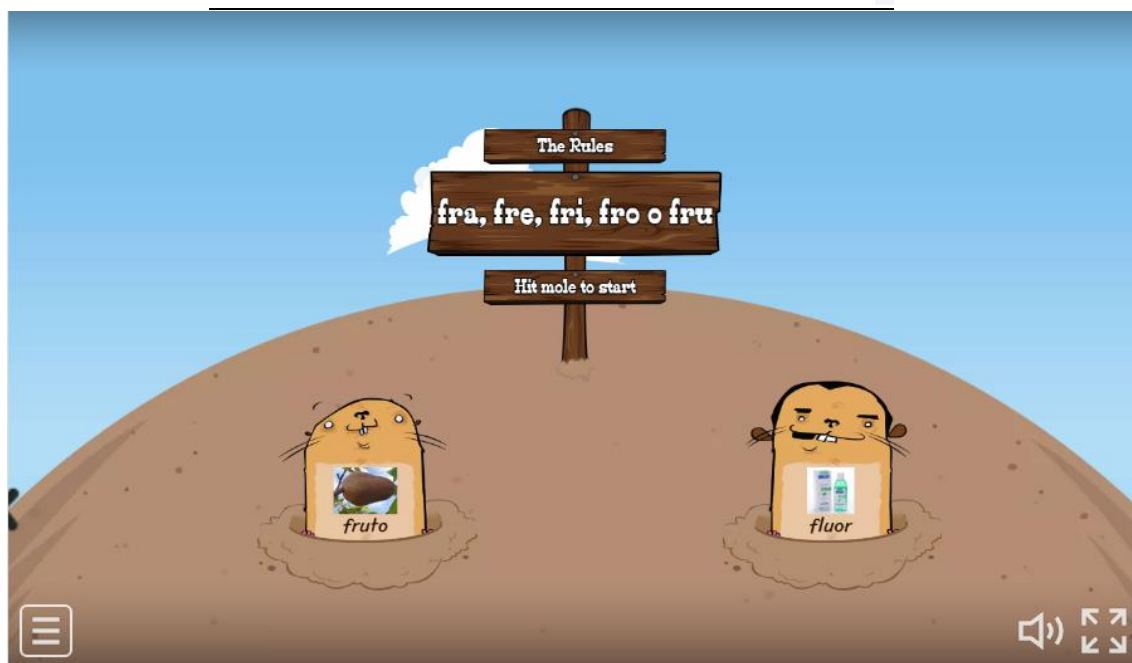 The Rules
fra, fre, fri, fro o fru
Hit mole to start
fruto
fluor